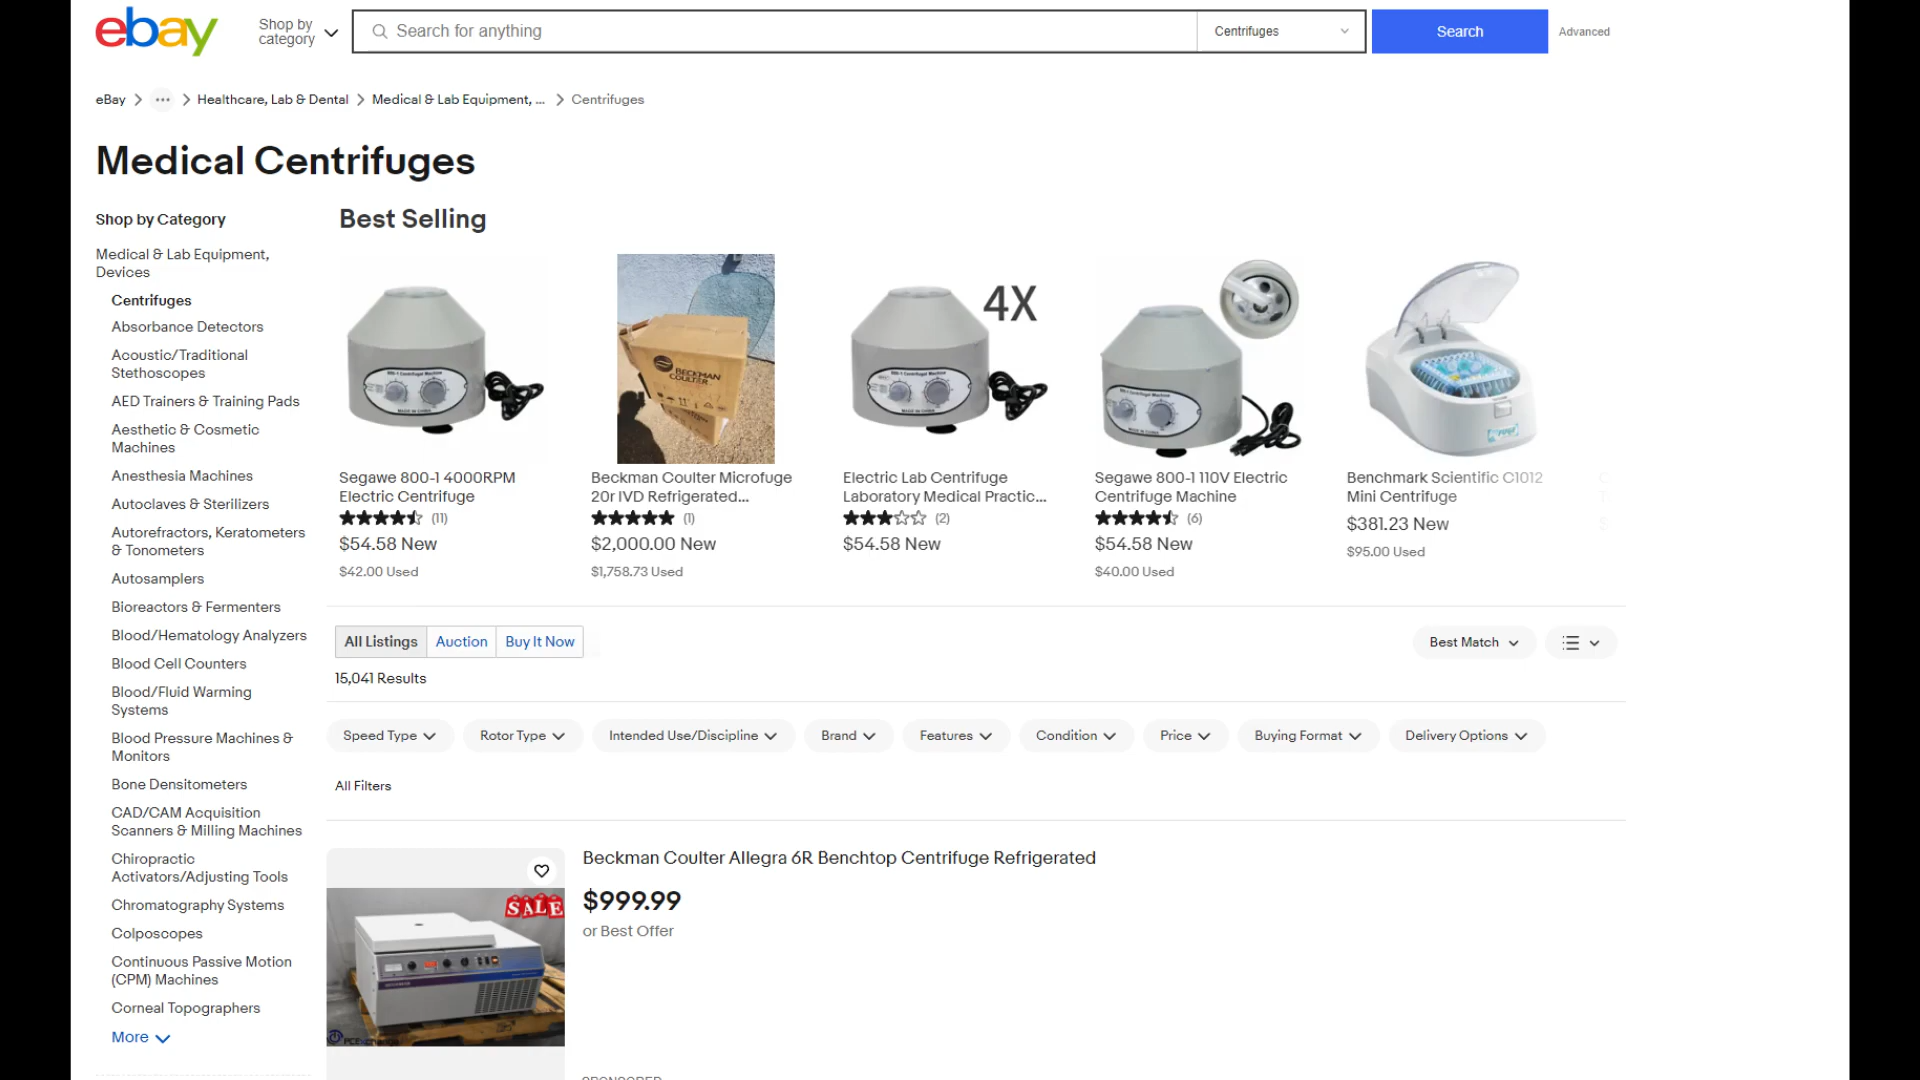 ebay
Shop by
category
Search for anything
Centrifuges
Search
Advanced
eBay
Healthcare, Lab & Dental
Medical & Lab Equipment, ...
Centrifuges
Medical Centrifuges
Shop by Category
Medical & Lab Equipment,
Devices
Centrifuges
Absorbance Detectors
Acoustic/Traditional
Stethoscopes
AED Trainers & Training Pads
Aesthetic & Cosmetic
Machines
Anesthesia Machines
Autoclaves & Sterilizers
Autorefractors, Keratometers
& Tonometers
Autosamplers
Bioreactors & Fermenters
Blood/Hematology Analyzers
Blood Cell Counters
Blood/Fluid Warming
Systems
Blood Pressure Machines &
Monitors
Bone Densitometers
CAD/CAM Acquisition
Scanners & Milling Machines
Chiropractic
Activators/Adjusting Tools
Chromatography Systems
Colposcopes
Continuous Passive Motion
(CPM) Machines
Corneal Topographers
More
Best Selling
BECKMAN
COULTER
4X
Segawe 800-1 4000RPM
Electric Centrifuge
(11)
$54.58 New
$42.00 Used
Beckman Coulter Microfuge
20r IVD Refrigerated...
(1)
$2,000.00 New
$1,758.73 Used
Electric Lab Centrifuge
Laboratory Medical Practic...
(2)
$54.58 New
Segawe 800-1 110V Electric
Centrifuge Machine
(6)
$54.58 New
$40.00 Used
Benchmark Scientific C1012
Mini Centrifuge
$381.23 New
$95.00 Used
All Listings
Auction
Buy It Now
Best Match
15,041 Results
Speed Type
Rotor Type
Intended Use/Discipline
Brand
Features
Condition
Price
Buying Format
Delivery Options
All Filters
SALE
Beckman Coulter Allegra 6R Benchtop Centrifuge Refrigerated
$999.99
or Best Offer
SPONSORED